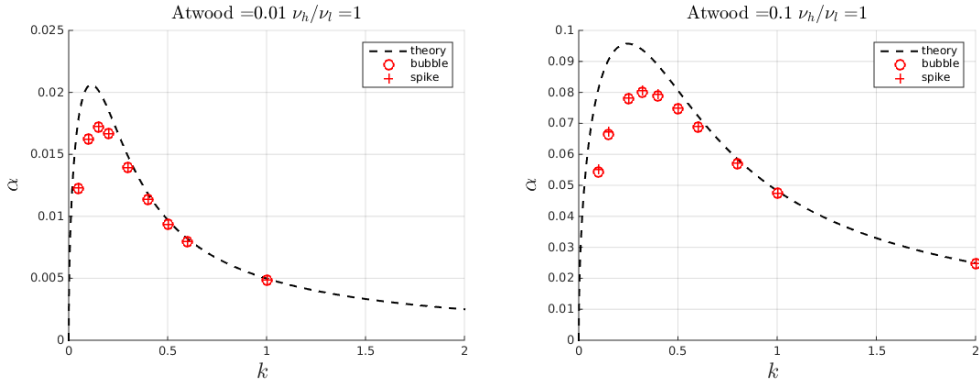 Atwood =0.01 ν_h/ν_l =1
0.025
0.02
0.015
0.01
0.005
0
α
0
0.5
1
1.5
2
k
theory
bubble
spike
Atwood =0.1 ν_h/ν_l =1
0.1
0.09
0.08
0.07
0.06
0.05
0.04
0.03
0.02
0.01
0
α
0
0.5
1
1.5
2
k
theory
bubble
spike